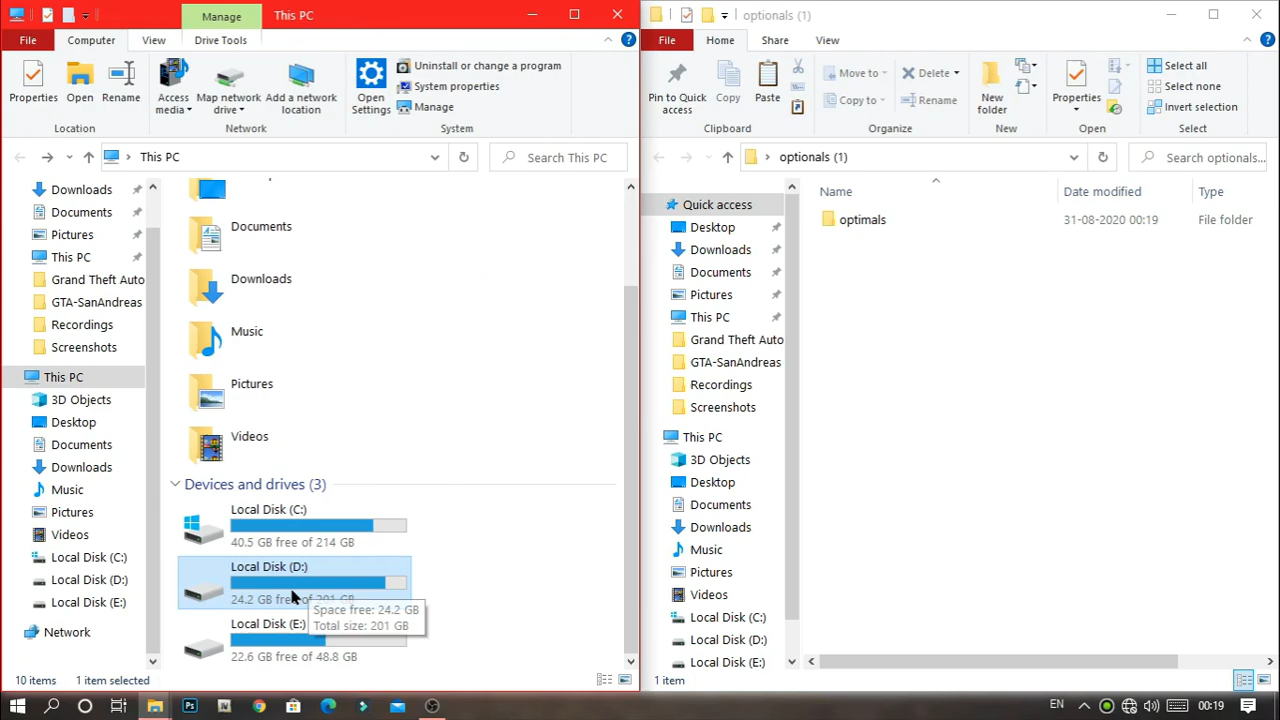 Manage
This PC
File
Computer
View
Drive Tools
Properties
Open
Rename
Access media
Map network drive
Add a network location
Open Settings
Uninstall or change a program
System properties
Manage
Location
Network
System
This PC
Search This PC
Downloads
Documents
Pictures
This PC
Grand Theft Auto
GTA-SanAndreas
Recordings
Screenshots
This PC
3D Objects
Desktop
Documents
Downloads
Music
Pictures
Videos
Local Disk (C:)
Local Disk (D:)
Local Disk (E:)
Network
Documents
Downloads
Music
Pictures
Videos
Devices and drives (3)
Local Disk (C:)
40.5 GB free of 214 GB
Local Disk (D:)
24.2 GB free of 201 GB
Space free: 24.2 GB
Total size: 201 GB
Local Disk (E:)
22.6 GB free of 48.8 GB
10 items
1 item selected
optionals (1)
File
Home
Share
View
Pin to Quick access
Copy
Paste
Move to
Copy to
Delete
Rename
New folder
Properties
Select all
Select none
Invert selection
Clipboard
Organize
New
Open
Select
optionals (1)
Search optionals...
Name
Date modified
Type
optimals
31-08-2020 00:19
File folder
Quick access
Desktop
Downloads
Documents
Pictures
This PC
Grand Theft Auto
GTA-SanAndreas
Recordings
Screenshots
This PC
3D Objects
Desktop
Documents
Downloads
Music
Pictures
Videos
Local Disk (C:)
Local Disk (D:)
Local Disk (E:)
1 item
Ps
EN
00:19